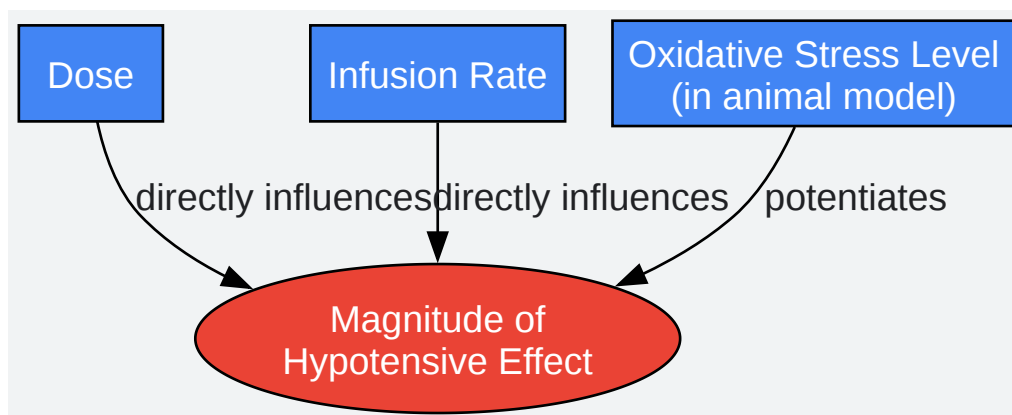 Dose
Infusion Rate
Oxidative Stress Level
(in animal model)
directly influences
directly influences
potentiates
Magnitude of
Hypotensive Effect